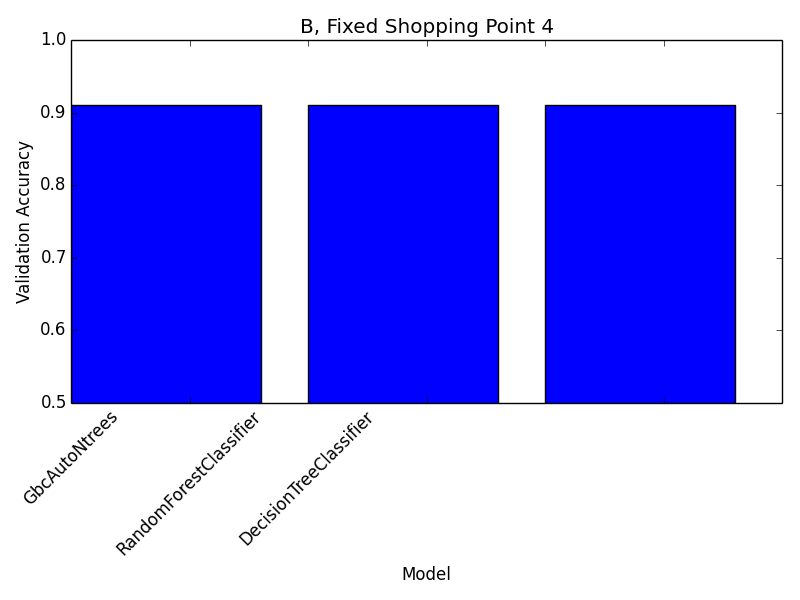 B, Fixed Shopping Point 4
1.0
0.9
0.8
0.7
0.6
0.5
Validation Accuracy
GbcAutoNtrees
RandomForestClassifier
DecisionTreeClassifier
Model